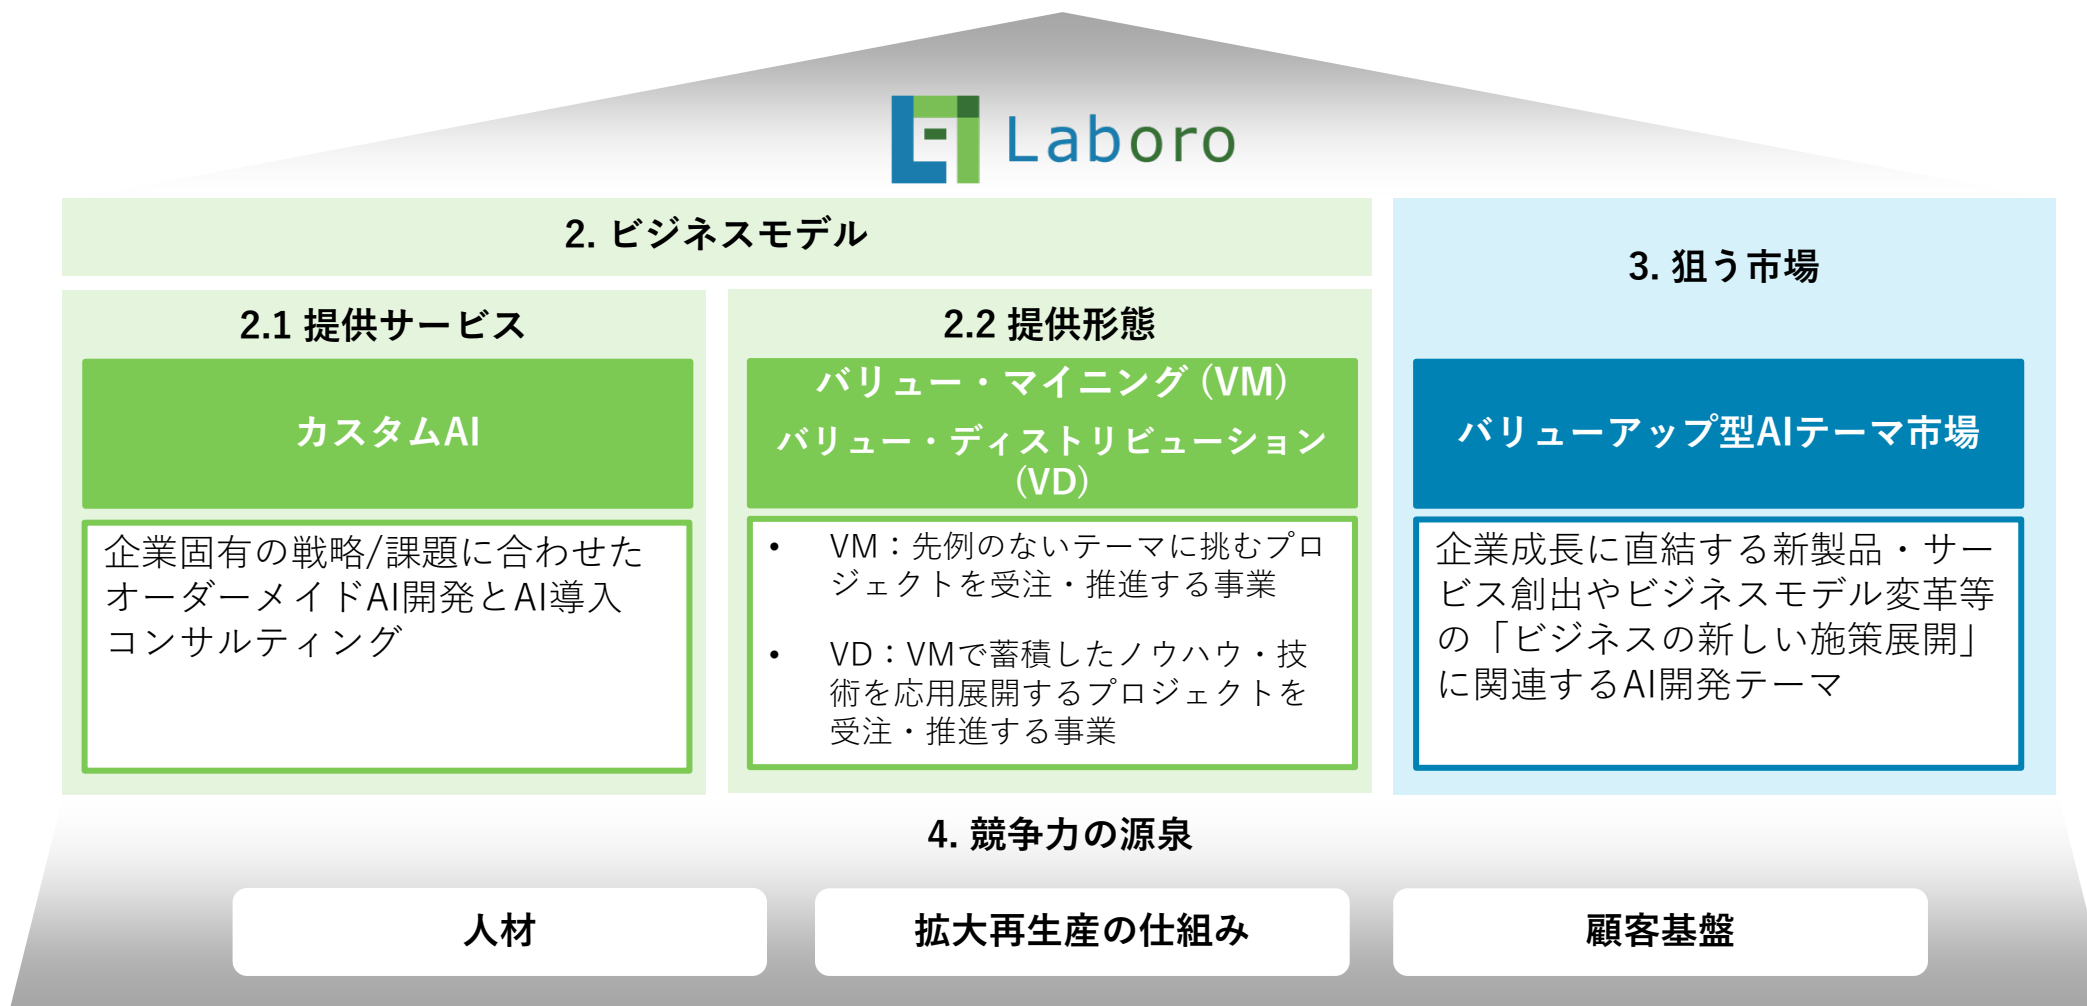 Laboro
2. ビジネスモデル
2.1 提供サービス
カスタムAI
企業固有の戦略/課題に合わせた
オーダーメイドAI開発とAI導入
コンサルティング
2.2 提供形態
バリュー・マイニング (VM)
バリュー・ディストリビューション
(VD)
• VM：先例のないテーマに挑むプロ
ジェクトを受注・推進する事業
• VD：VMで蓄積したノウハウ・技
術を応用展開するプロジェクトを
受注・推進する事業
3. 狙う市場
バリューアップ型AIテーマ市場
企業成長に直結する新製品・サー
ビス創出やビジネスモデル変革等
の「ビジネスの新しい施策展開」
に関連するAI開発テーマ
4. 競争力の源泉
人材
拡大再生産の仕組み
顧客基盤